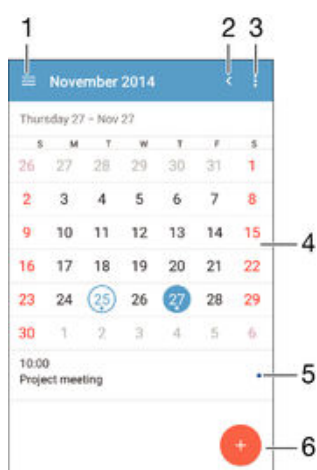 1 2 3
November 2014
Thursday 27 – Nov 27
S M T W T F S
26 27 28 29 30 31 1
2 3 4 5 6 7 8
9 10 11 12 13 14 15
4
16 17 18 19 20 21 22
23 24 25 26 27 28 29
30 1 2 3 4 5 6
10:00
Project meeting
5
+
6